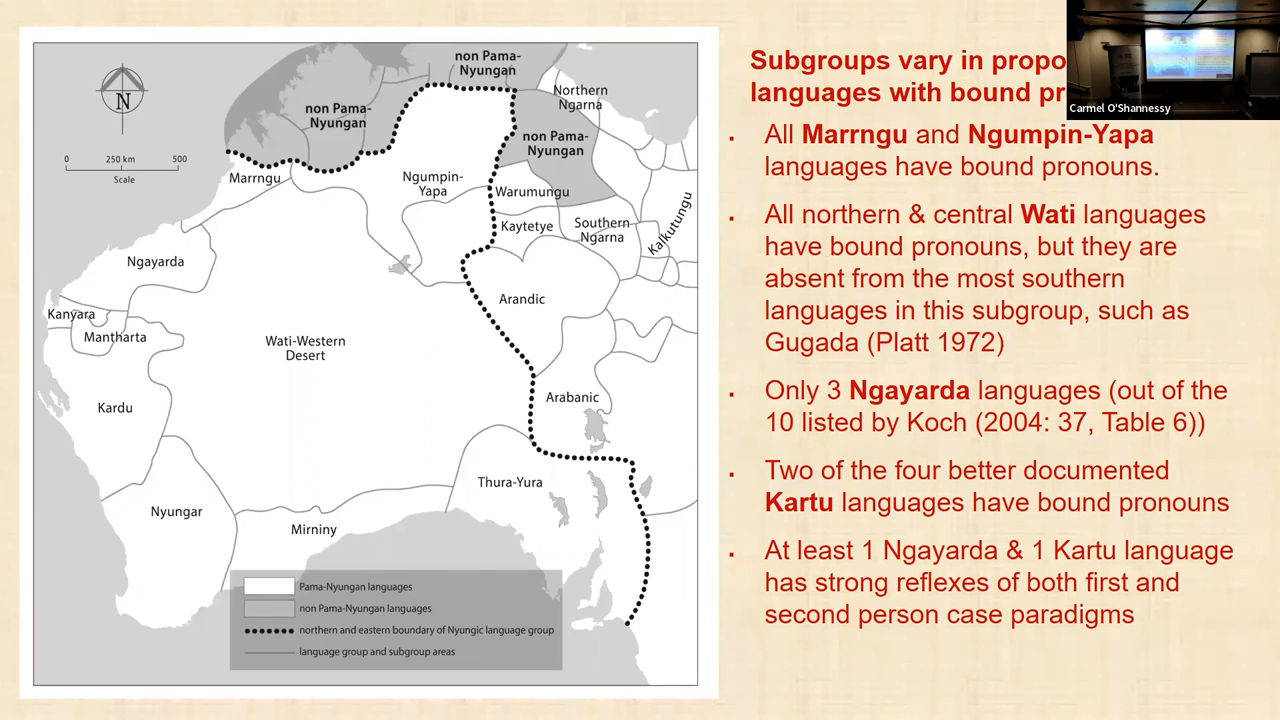 non Pama-
Nyungan
Northern
Ngarna
non Pama-
Nyungan
non Pama-
Nyungan
N
0 250 km 500
Scale
Marrngu
Ngumpin-
Yapa
Warumungu
Kaytetye
Southern
Ngarna
Kalkutungu
Ngayarda
Arandic
Kanyara
Mantharta
Wati-Western
Desert
Kardu
Arabanic
Thura-Yura
Nyungar
Mirniny
Pama-Nyungan languages
non Pama-Nyungan languages
northern and eastern boundary of Nyungic language group
language group and subgroup areas
Subgroups vary in propo
languages with bound pr
Carmel O'Shannessy
▪ All Marrngu and Ngumpin-Yapa
languages have bound pronouns.
▪ All northern & central Wati languages
have bound pronouns, but they are
absent from the most southern
languages in this subgroup, such as
Gugada (Platt 1972)
▪ Only 3 Ngayarda languages (out of the
10 listed by Koch (2004: 37, Table 6))
▪ Two of the four better documented
Kartu languages have bound pronouns
▪ At least 1 Ngayarda & 1 Kartu language
has strong reflexes of both first and
second person case paradigms